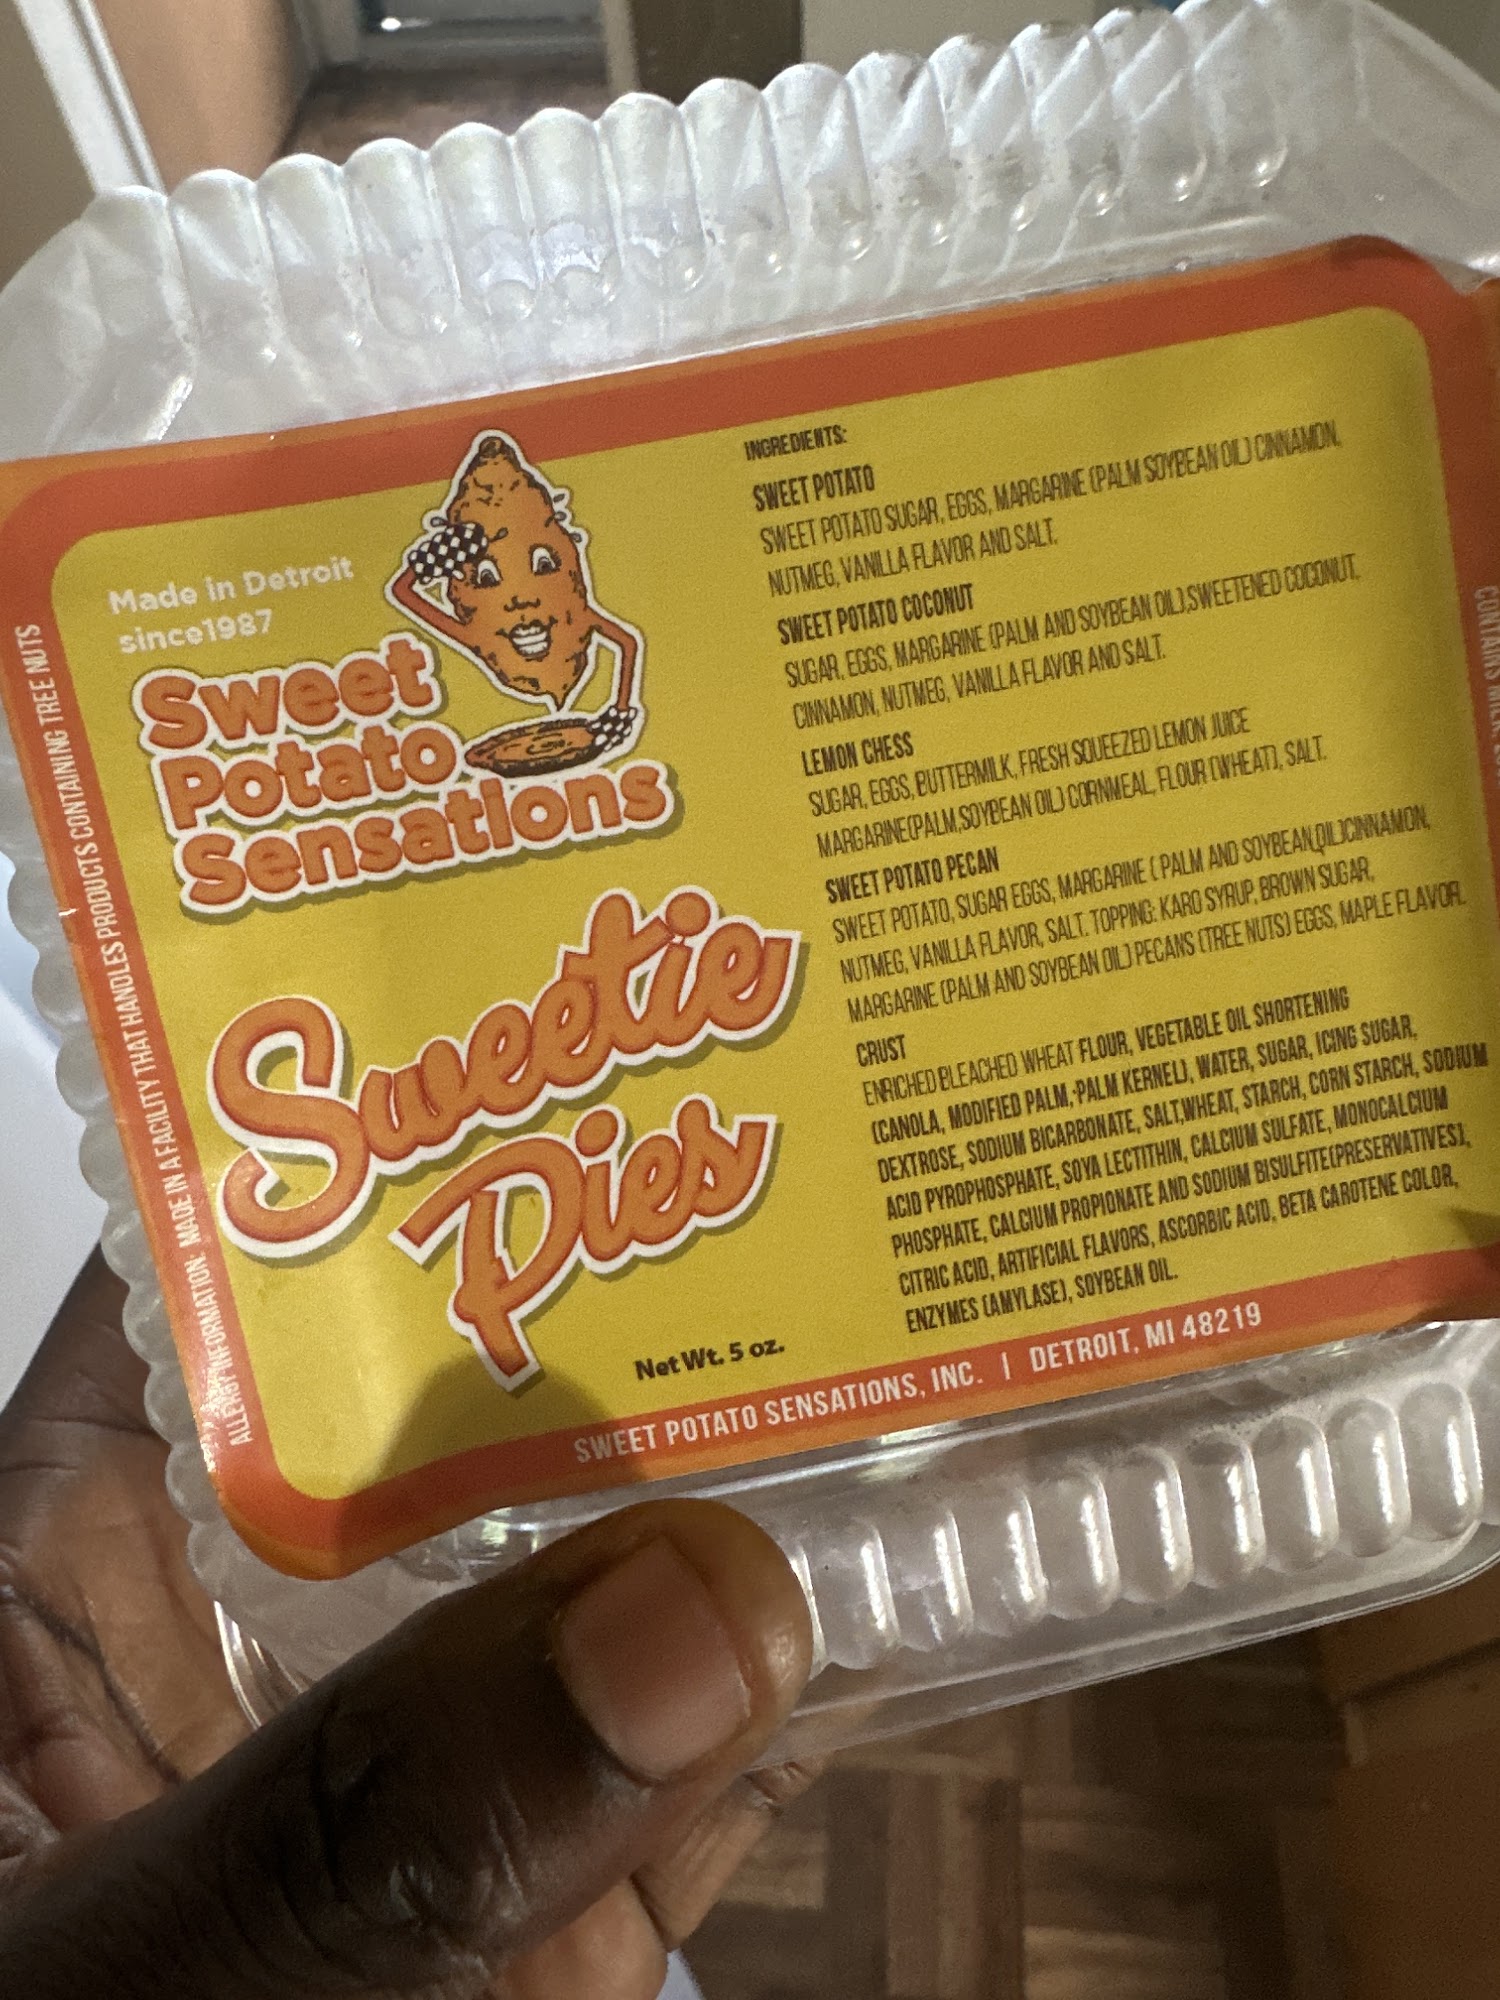 Made in Detroit
since1987
Sweet
Potato
Sensations
Sweetie
Pies
Net Wt. 5 oz.
INGREDIENTS:
SWEET POTATO
SWEET POTATO SUGAR, EGGS, MARGARINE (PALM SOYBEAN OIL) CINNAMON,
NUTMEG, VANILLA FLAVOR AND SALT.
SWEET POTATO COCONUT
SUGAR, EGGS, MARGARINE (PALM AND SOYBEAN OIL),SWEETENED COCONUT,
CINNAMON, NUTMEG, VANILLA FLAVOR AND SALT.
LEMON CHESS
SUGAR, EGGS, BUTTERMILK, FRESH SQUEEZED LEMON JUICE
MARGARINE(PALM,SOYBEAN OIL) CORNMEAL, FLOUR (WHEAT), SALT.
SWEET POTATO PECAN
SWEET POTATO, SUGAR EGGS, MARGARINE ( PALM AND SOYBEAN,OIL)CINNAMON,
NUTMEG, VANILLA FLAVOR, SALT. TOPPING: KARO SYRUP, BROWN SUGAR,
MARGARINE (PALM AND SOYBEAN OIL) PECANS (TREE NUTS) EGGS, MAPLE FLAVOR.
CRUST
ENRICHED BLEACHED WHEAT FLOUR, VEGETABLE OIL SHORTENING
(CANOLA, MODIFIED PALM, PALM KERNEL), WATER, SUGAR, ICING SUGAR,
DEXTROSE, SODIUM BICARBONATE, SALT,WHEAT, STARCH, CORN STARCH, SODIUM
ACID PYROPHOSPHATE, SOYA LECTITHIN, CALCIUM SULFATE, MONOCALCIUM
PHOSPHATE, CALCIUM PROPIONATE AND SODIUM BISULFITE(PRESERVATIVES),
CITRIC ACID, ARTIFICIAL FLAVORS, ASCORBIC ACID, BETA CAROTENE COLOR,
ENZYMES (AMYLASE), SOYBEAN OIL.
SWEET POTATO SENSATIONS, INC. | DETROIT, MI 48219
ALLERGY INFORMATION: MADE IN A FACILITY THAT HANDLES PRODUCTS CONTAINING TREE NUTS
CONTAINS